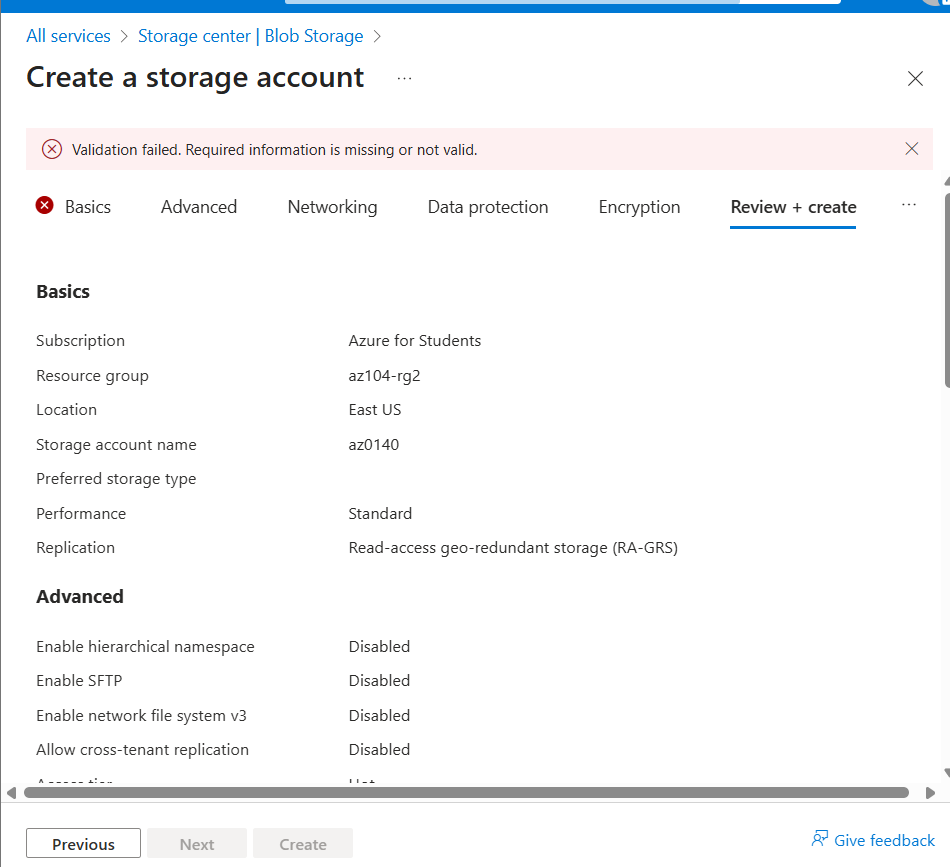 All services > Storage center | Blob Storage >
Create a storage account ...
Validation failed. Required information is missing or not valid.
Basics Advanced Networking Data protection Encryption Review + create ...
Basics
Subscription Azure for Students
Resource group az104-rg2
Location East US
Storage account name az0140
Preferred storage type
Performance Standard
Replication Read-access geo-redundant storage (RA-GRS)
Advanced
Enable hierarchical namespace Disabled
Enable SFTP Disabled
Enable network file system v3 Disabled
Allow cross-tenant replication Disabled
Access tier Hot
Previous Next Create Give feedback